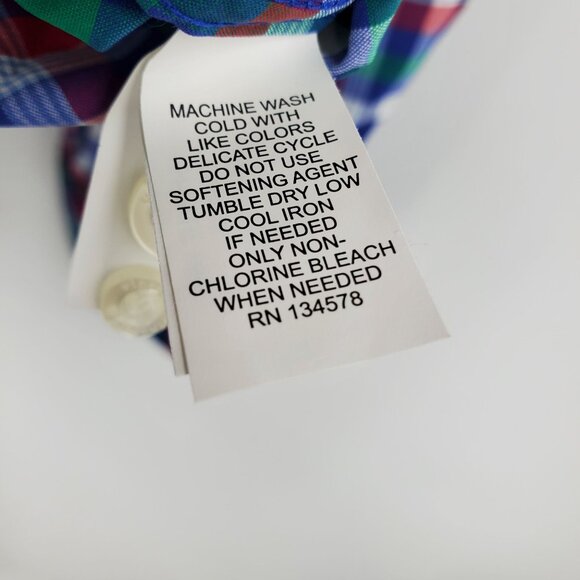 MACHINE WASH
COLD WITH
LIKE COLORS
DELICATE CYCLE
DO NOT USE
SOFTENING AGENT
TUMBLE DRY LOW
COOL IRON
IF NEEDED
ONLY NON-
CHLORINE BLEACH
WHEN NEEDED
RN 134578